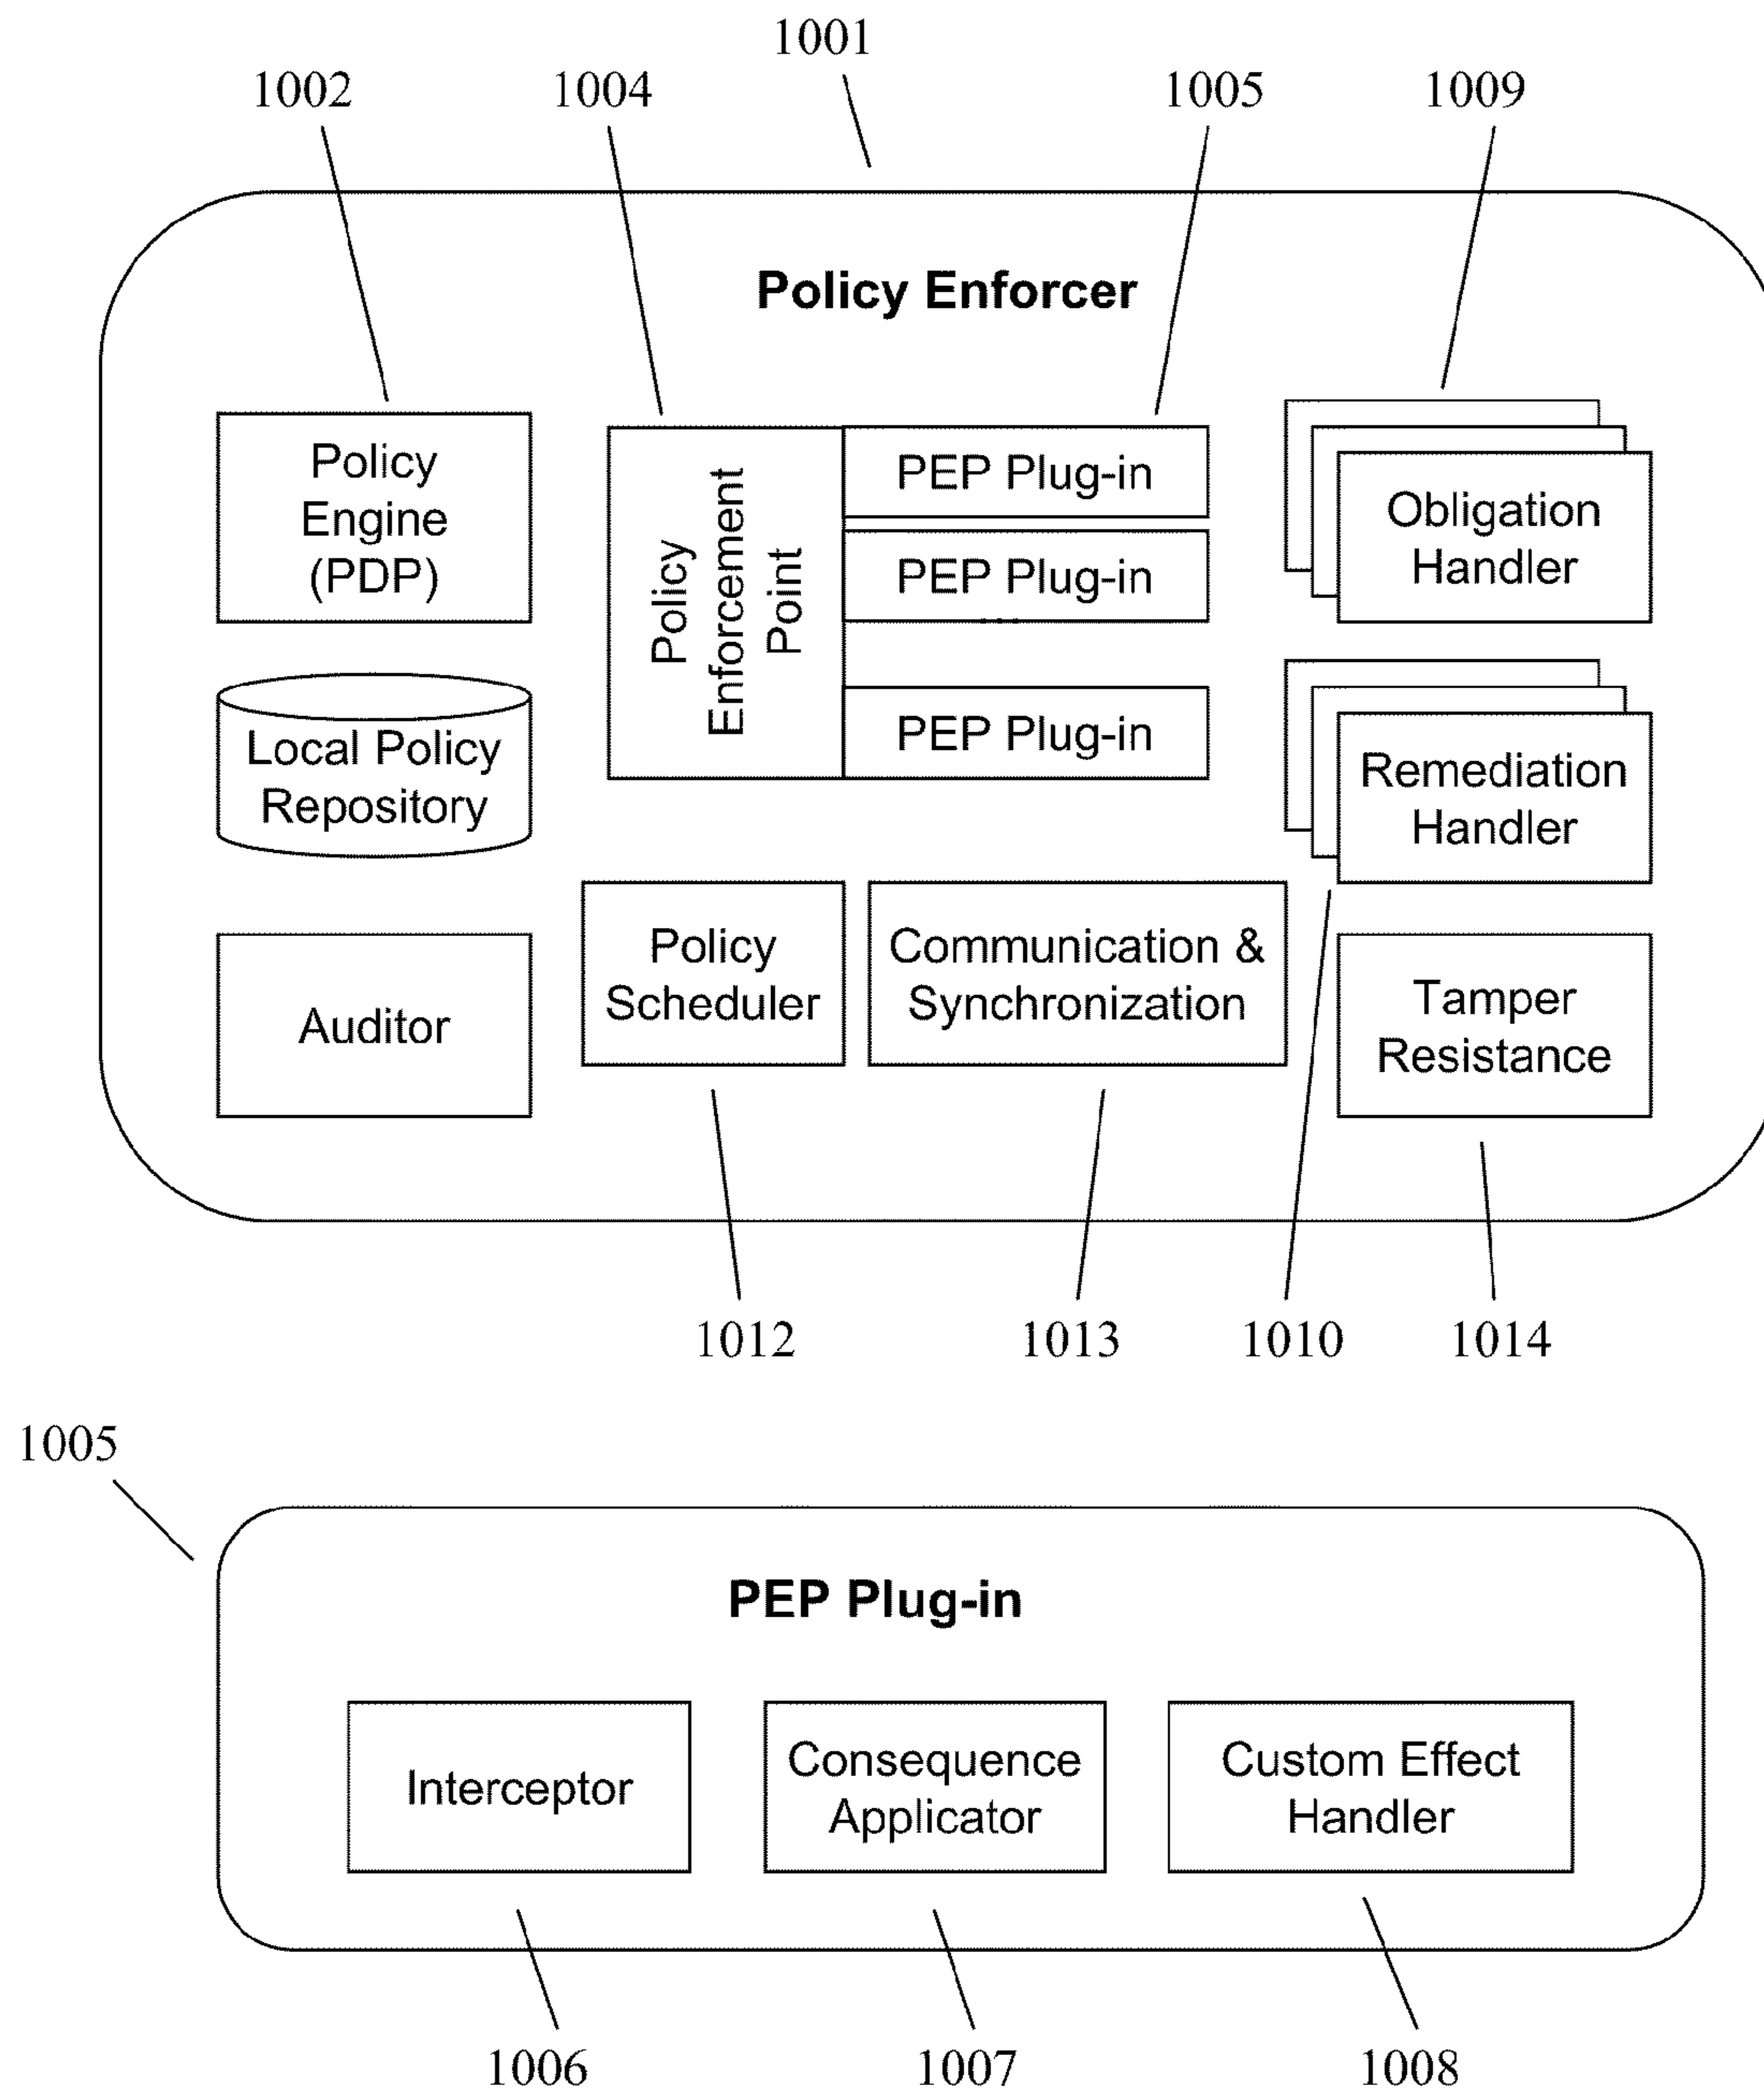 1001
1002
1004
1005
1009
Policy Enforcer
Policy
Engine
(PDP)
Policy
Enforcement
Point
PEP Plug-in
PEP Plug-in
...
PEP Plug-in
Obligation
Handler
Local Policy
Repository
Remediation
Handler
Auditor
Policy
Scheduler
Communication &
Synchronization
Tamper
Resistance
1012
1013
1010
1014
1005
PEP Plug-in
Interceptor
Consequence
Applicator
Custom Effect
Handler
1006
1007
1008